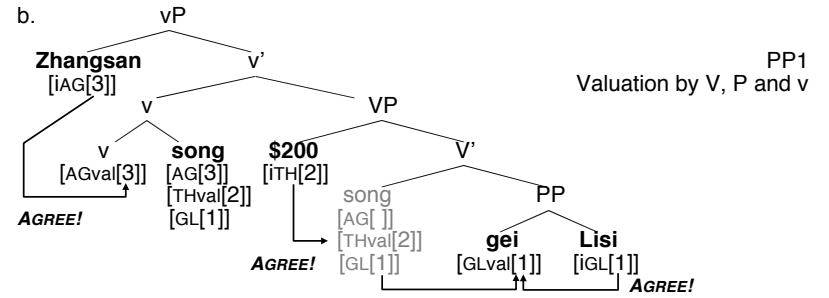 b.
vP
Zhangsan v’ PP1
[iAG[3]] Valuation by V, P and v
v VP
v song $200 V’
[AGval[3]] [AG[3]] [iTH[2]]
[THval[2]] song PP
[GL[1]] [AG[ ]]
AGREE! [THval[2]] gei Lisi
AGREE! [GL[1]] [GLval[1]] [iGL[1]]
AGREE!